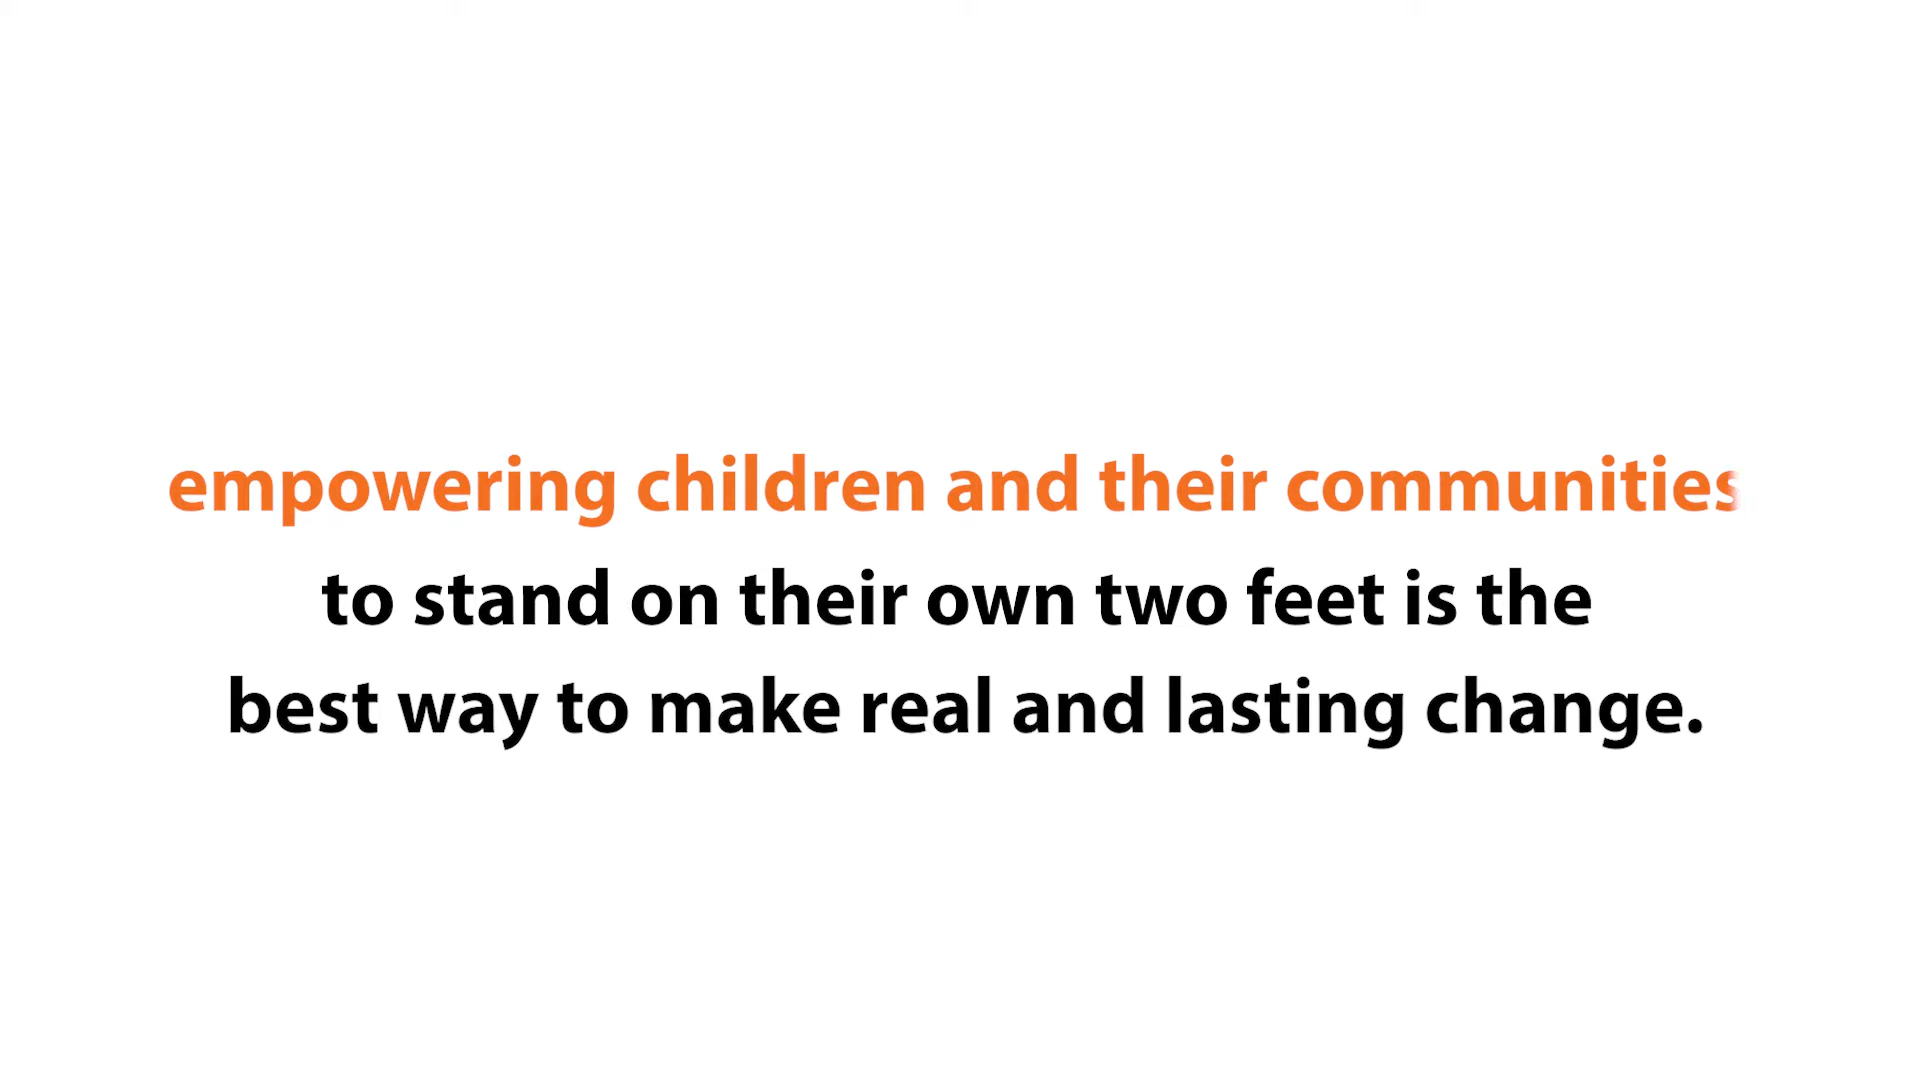 empowering children and their communities
to stand on their own two feet is the
best way to make real and lasting change.